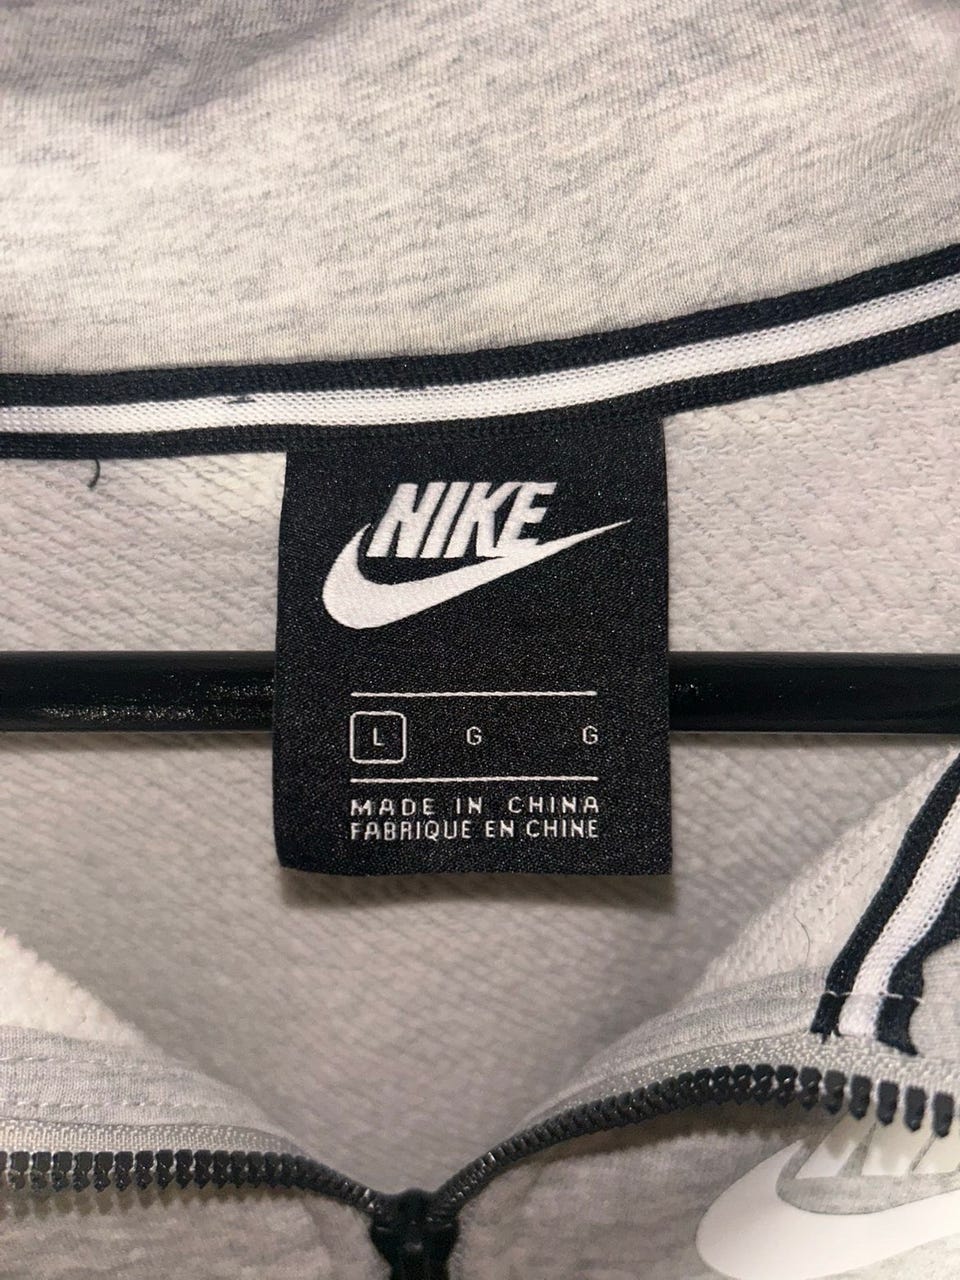 NIKE
L G G
MADE IN CHINA
FABRIQUE EN CHINE